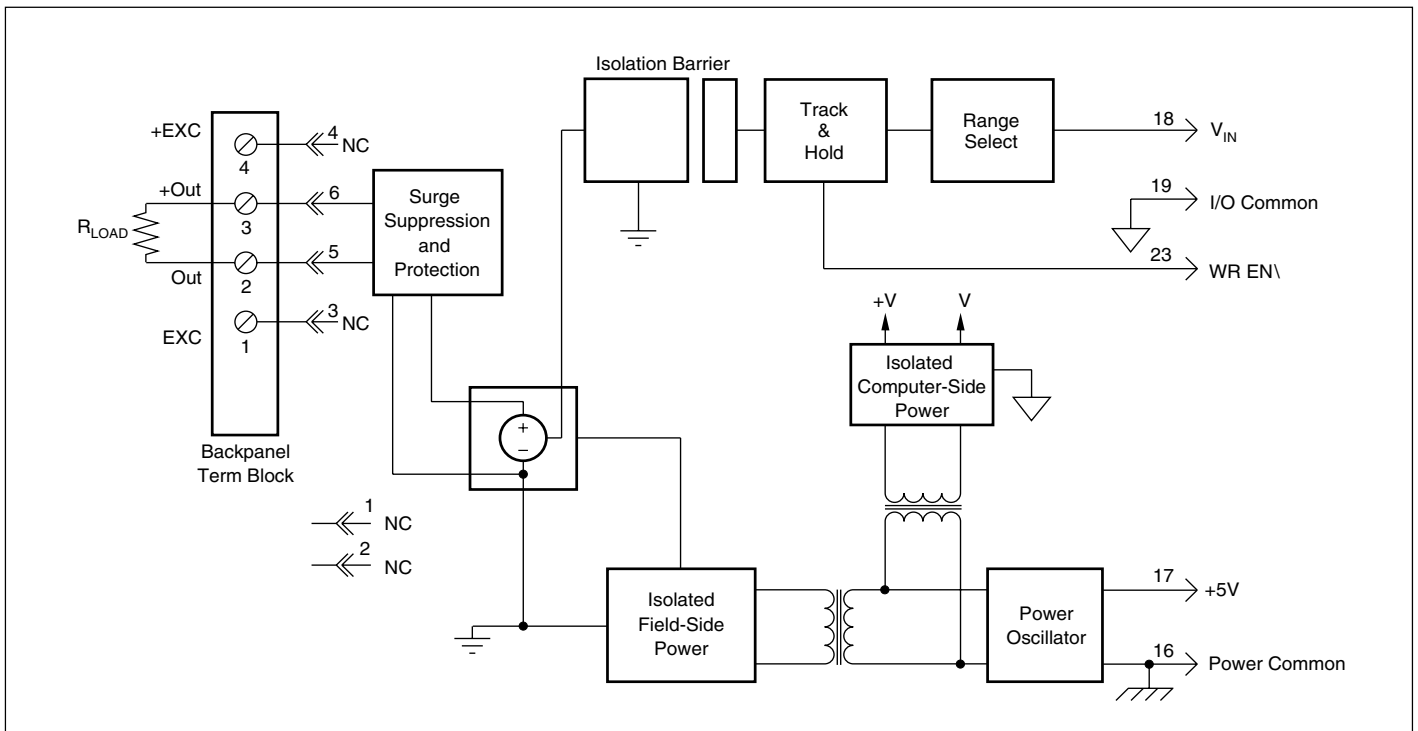 Isolation Barrier
+EXC
4
NC
4
+Out
6
3
R_LOAD
Out
5
2
EXC
3
NC
1
Backpanel
Term Block
Surge
Suppression
and
Protection
Track
&
Hold
Range
Select
18
V_IN
19
I/O Common
23
WR EN\
+V
V
Isolated
Computer-Side
Power
+
−
1
NC
2
NC
Isolated
Field-Side
Power
Power
Oscillator
17
+5V
16
Power Common